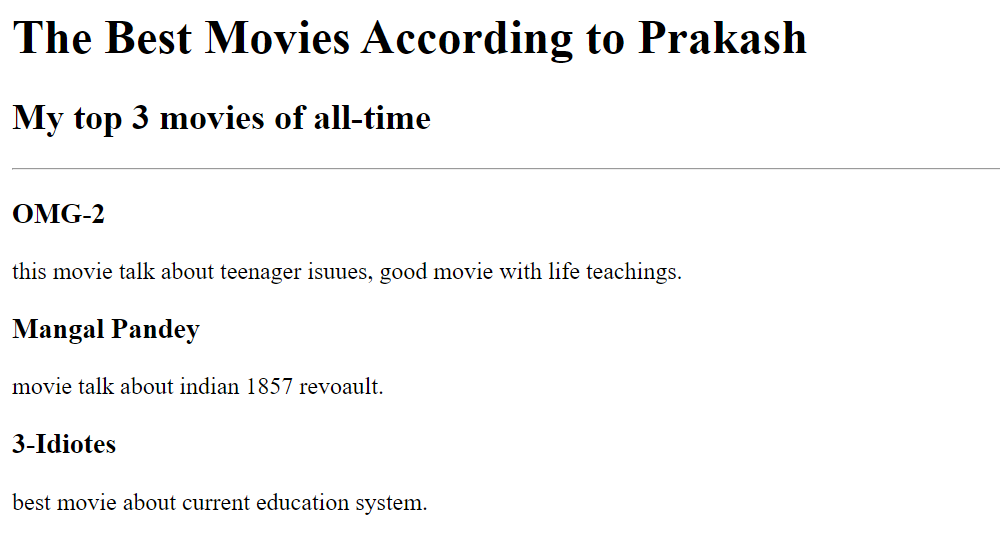 The Best Movies According to Prakash
My top 3 movies of all-time
OMG-2
this movie talk about teenager isuues, good movie with life teachings.
Mangal Pandey
movie talk about indian 1857 revoault.
3-Idiotes
best movie about current education system.